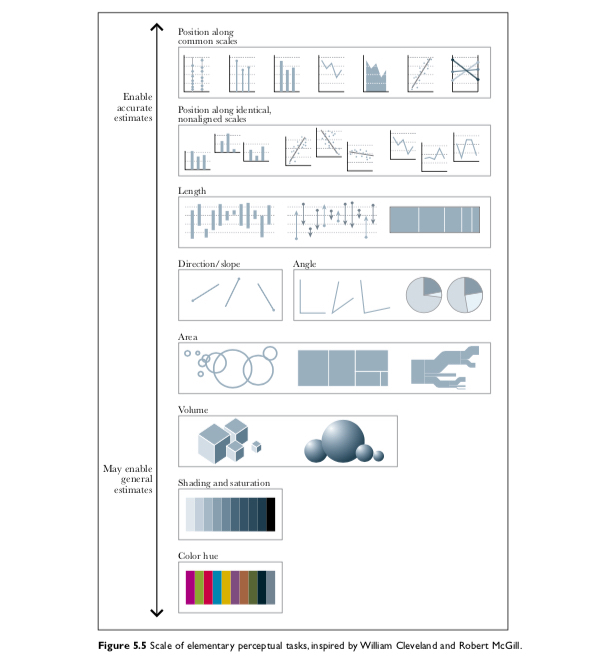 Position along
common scales
Enable
accurate
estimates
Position along identical,
nonaligned scales
Length
Direction/slope
Angle
Area
Volume
May enable
general
estimates
Shading and saturation
Color hue
Figure 5.5 Scale of elementary perceptual tasks, inspired by William Cleveland and Robert McGill.